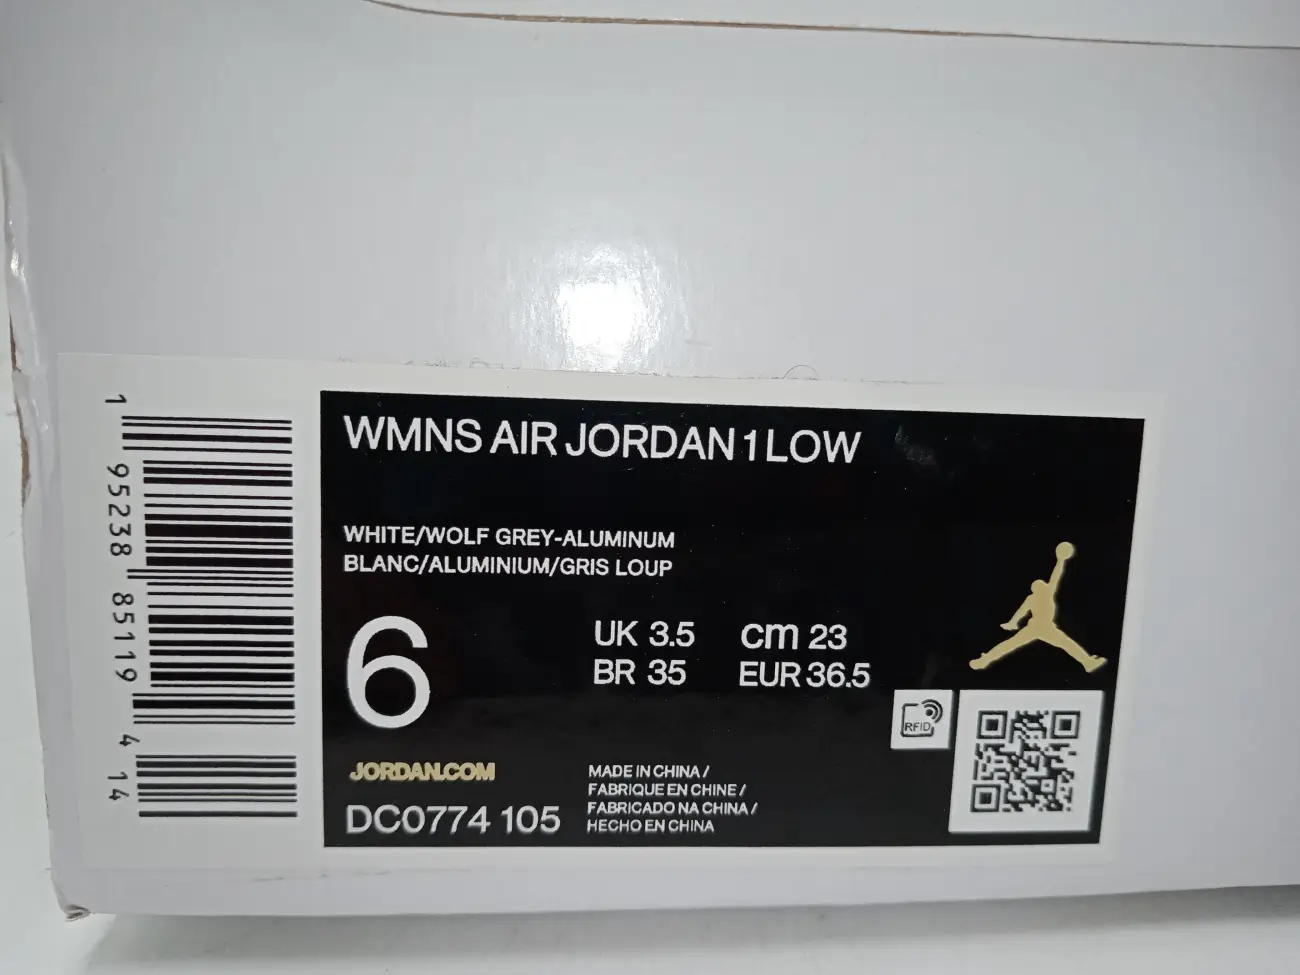 WMNS AIR JORDAN 1 LOW
WHITE/WOLF GREY-ALUMINUM
BLANC/ALUMINIUM/GRIS LOUP
6
UK 3.5 cm 23
BR 35 EUR 36.5
RFID
JORDAN.COM
DC0774 105
MADE IN CHINA /
FABRIQUE EN CHINE /
FABRICADO NA CHINA /
HECHO EN CHINA
1 95238 85119 4 14